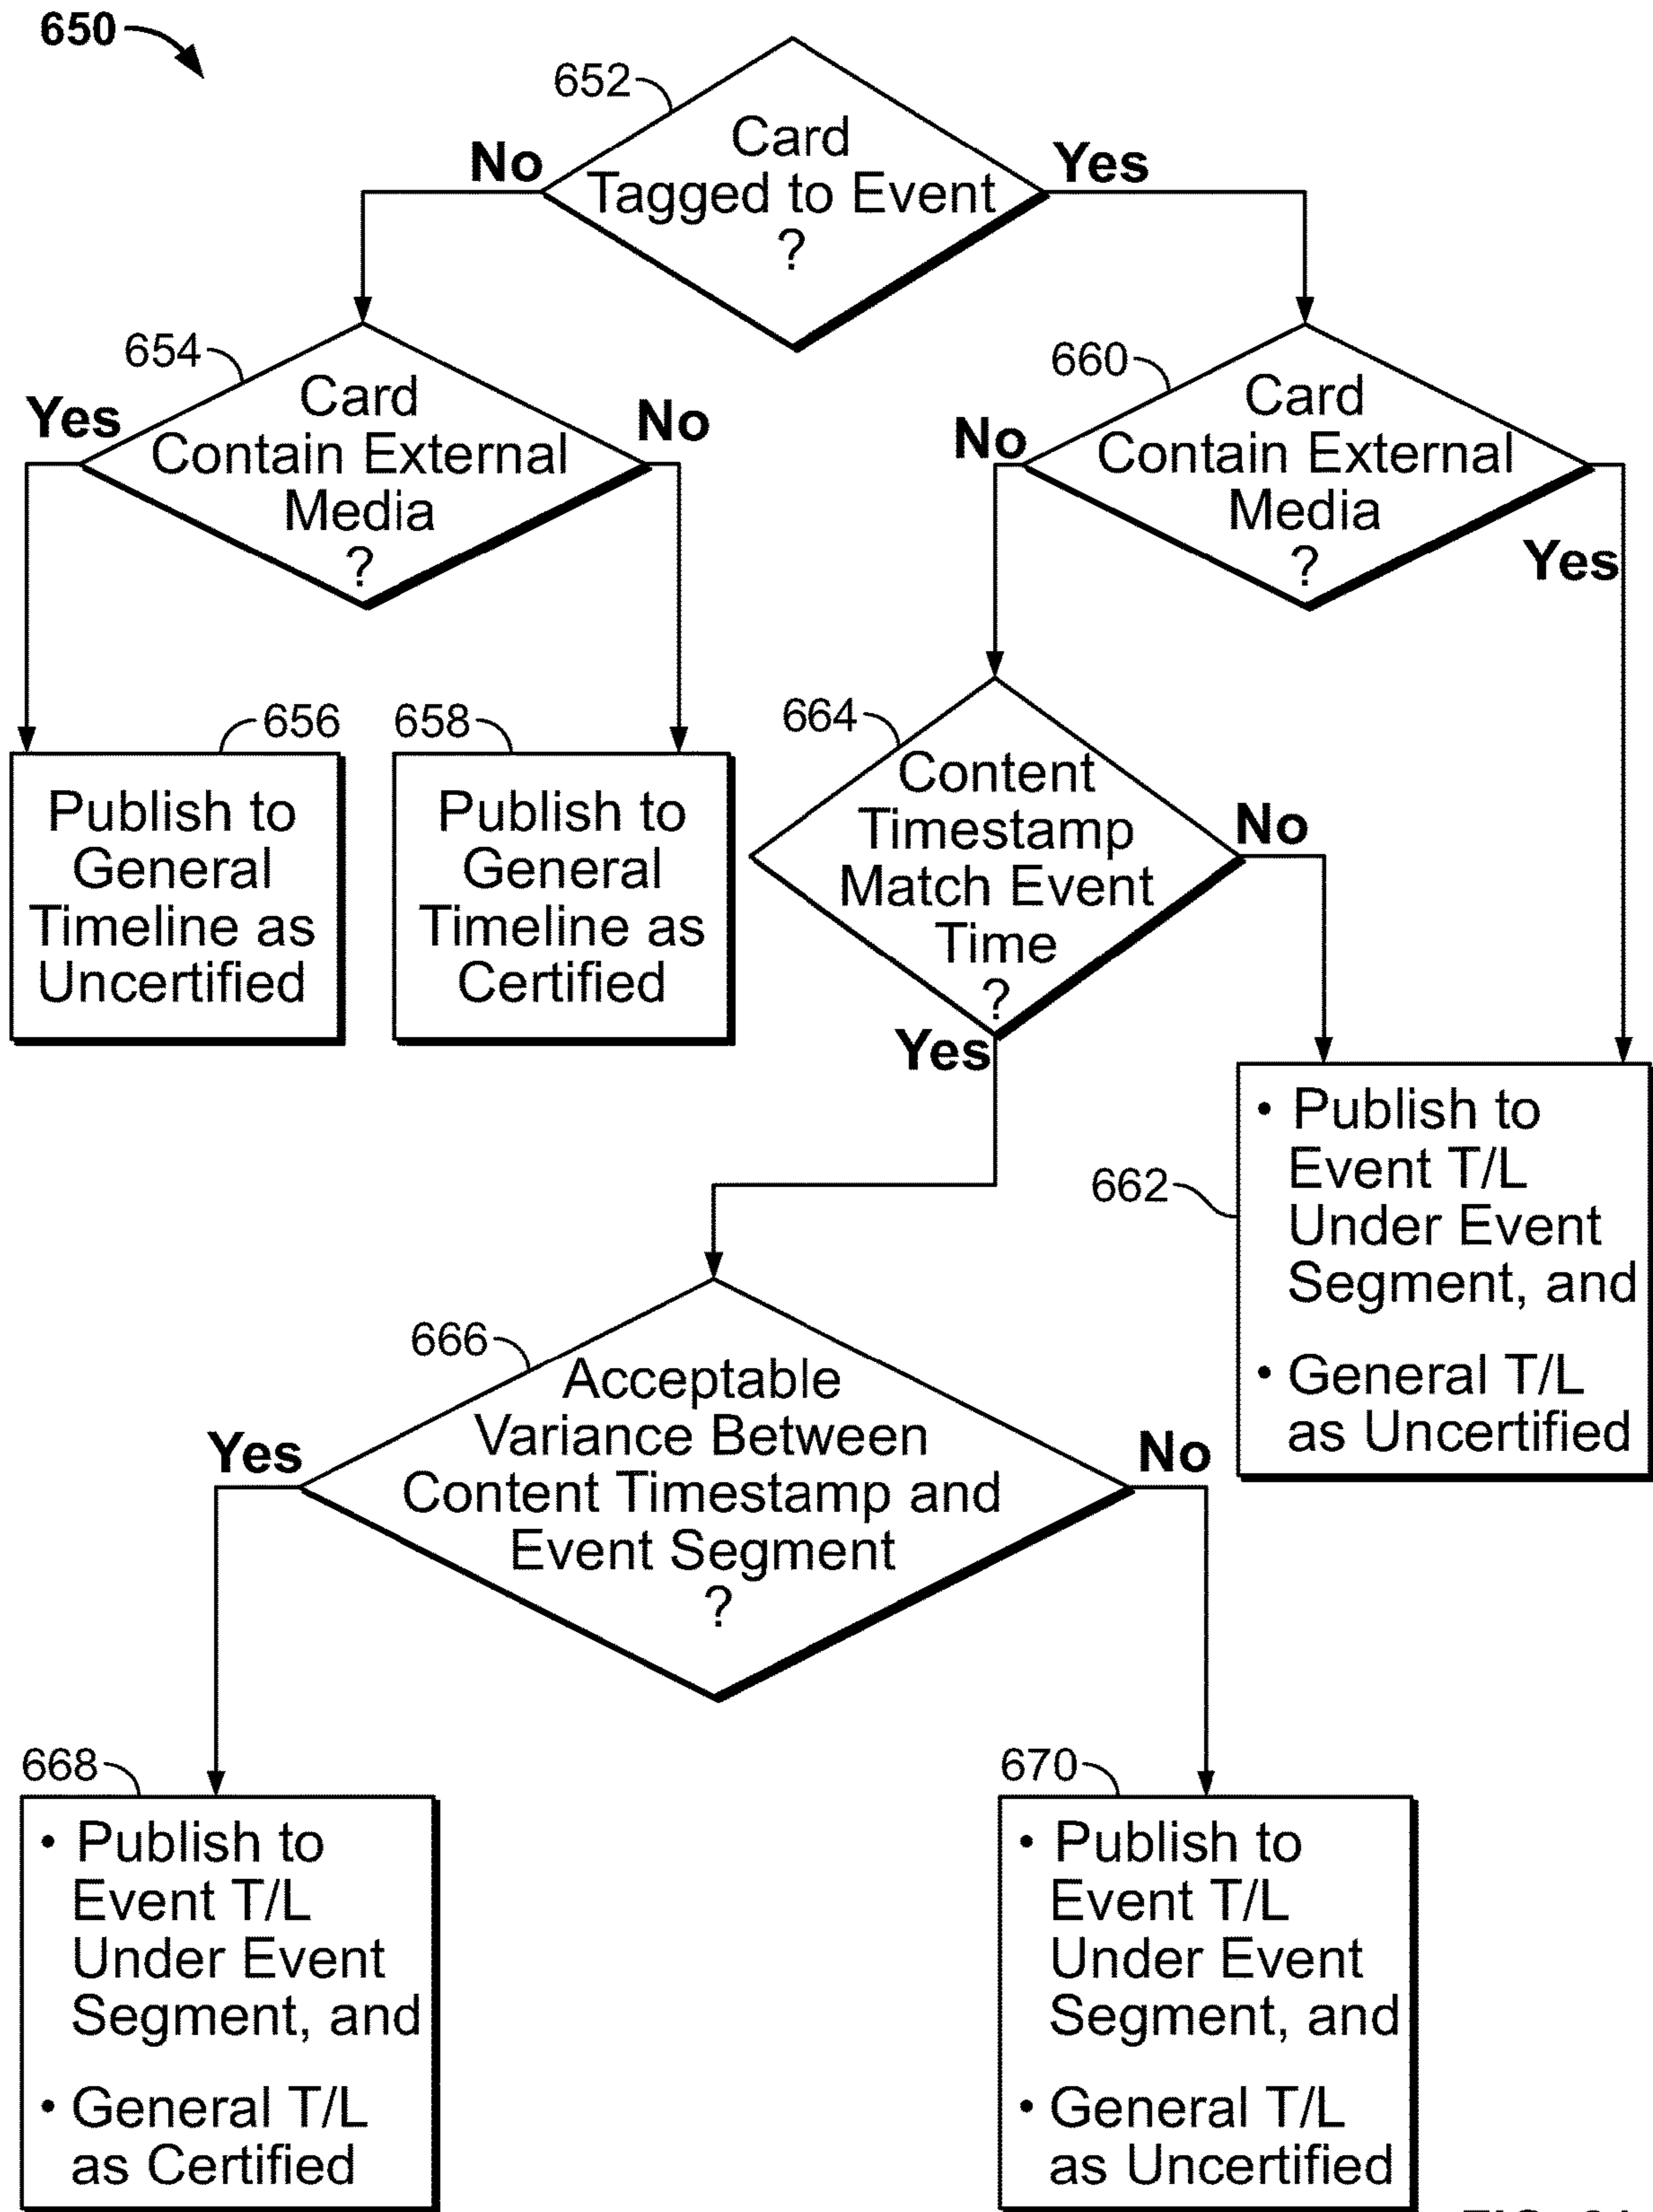 650
652
Card
Tagged to Event
?
No
Yes
654
Card
Contain External
Media
?
Yes
No
660
Card
Contain External
Media
?
No
Yes
656
Publish to
General
Timeline as
Uncertified
658
Publish to
General
Timeline as
Certified
664
Content
Timestamp
Match Event
Time
?
No
Yes
662
• Publish to
Event T/L
Under Event
Segment, and
• General T/L
as Uncertified
666
Acceptable
Variance Between
Content Timestamp and
Event Segment
?
Yes
No
668
• Publish to
Event T/L
Under Event
Segment, and
• General T/L
as Certified
670
• Publish to
Event T/L
Under Event
Segment, and
• General T/L
as Uncertified